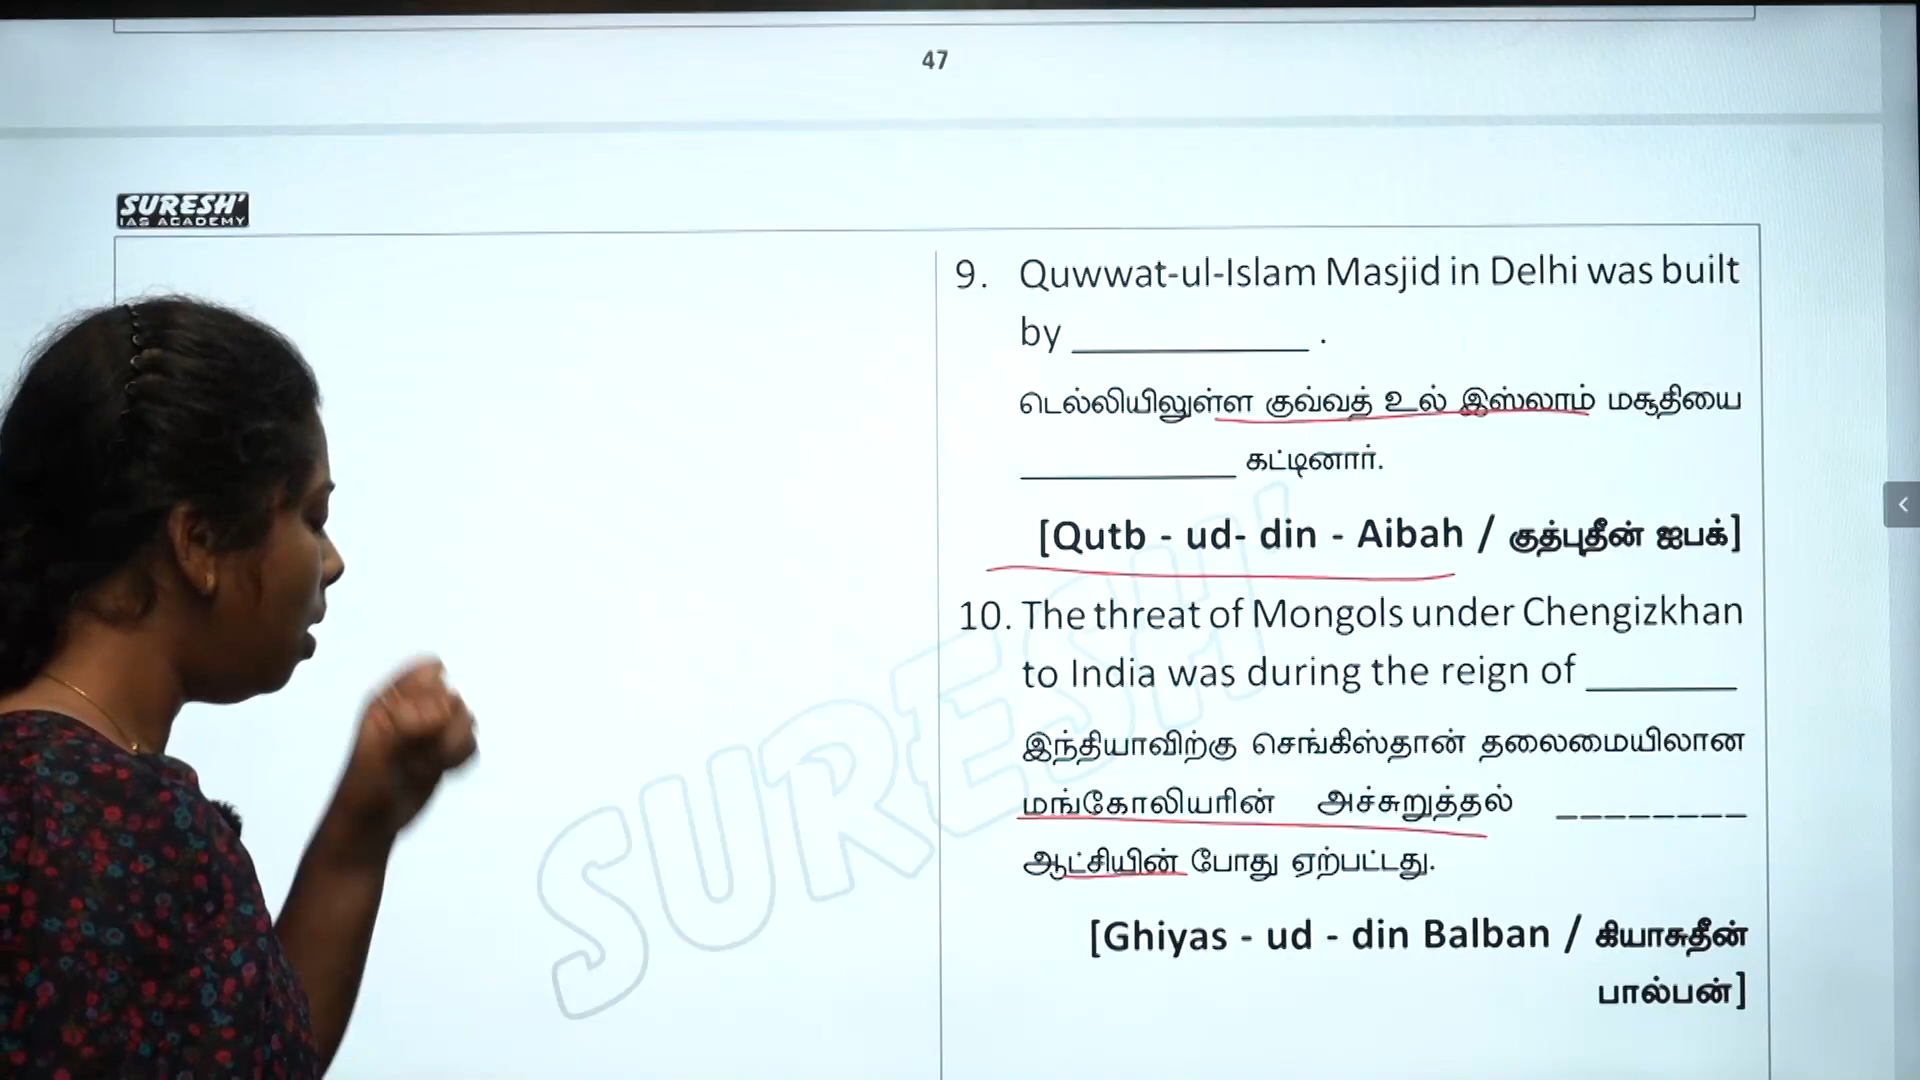 47
SURESH'
IAS ACADEMY
9. Quwwat-ul-Islam Masjid in Delhi was built
by ____________ .
டெல்லியிலுள்ள குவ்வத் உல் இஸ்லாம் மசூதியை
____________ கட்டினார்.
[Qutb - ud- din - Aibah / குத்புதீன் ஐபக்]
10. The threat of Mongols under Chengizkhan
to India was during the reign of ________
இந்தியாவிற்கு செங்கிஸ்தான் தலைமையிலான
மங்கோலியரின் அச்சுறுத்தல் _________
ஆட்சியின் போது ஏற்பட்டது.
[Ghiyas - ud - din Balban / கியாசுதீன்
பால்பன்]
SURESH'